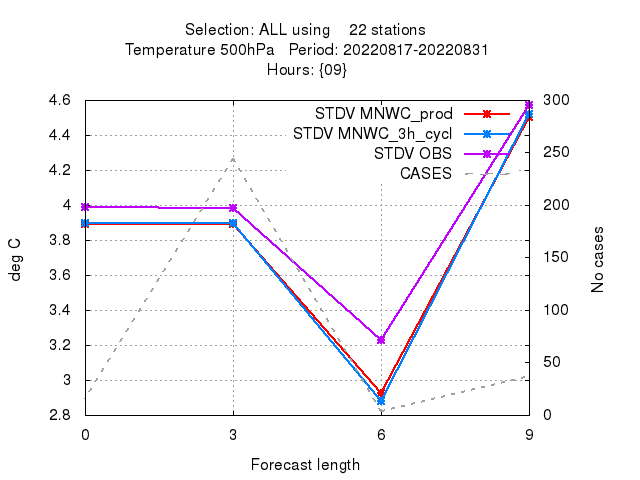 Selection: ALL using    22 stations
Temperature 500hPa   Period: 20220817-20220831
Hours: {09}
4.6
4.4
4.2
4
3.8
3.6
3.4
3.2
3
2.8
deg C
STDV MNWC_prod
STDV MNWC_3h_cycl
STDV OBS
CASES
300
250
200
150
100
50
0
No cases
0 3 6 9
Forecast length